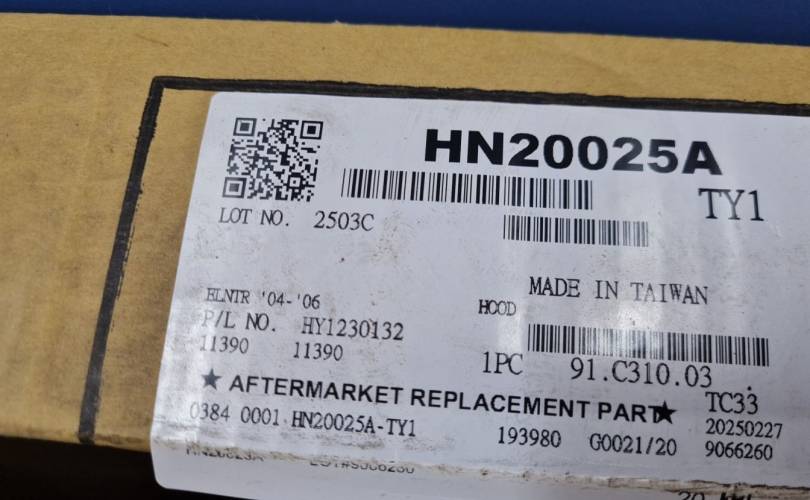 HN20025A
TY1
LOT NO. 2503C
MADE IN TAIWAN
ELNTR '04-'06 HOOD
P/L NO. HY1230132
11390 11390
1PC 91.C310.03
★ AFTERMARKET REPLACEMENT PART★ TC33
0384 0001 HN20025A-TY1 193980 G0021/20 20250227
9066260